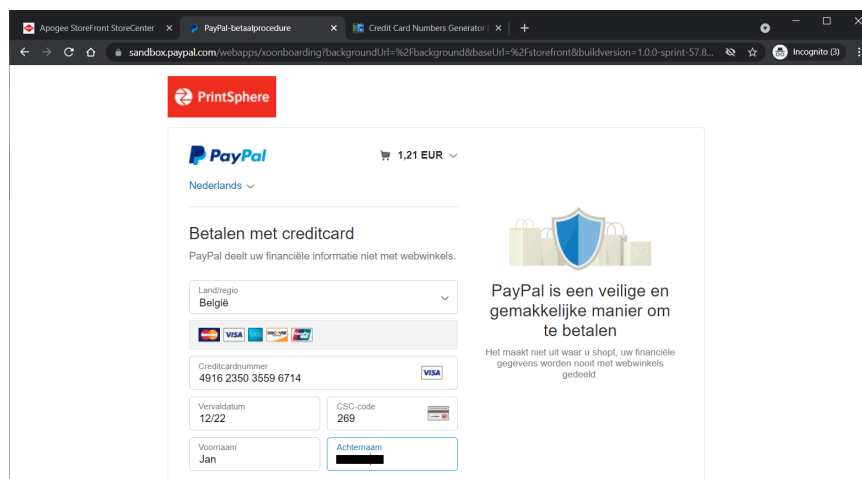 Apogee StoreFront StoreCenter
PayPal-betaalprocedure
Credit Card Numbers Generator |
Incognito (3)
sandbox.paypal.com/webapps/xoonboarding?backgroundUrl=%2Fbackground&baseUrl=%2Fstorefront&buildversion=1.0.0-sprint-57.8...
PrintSphere
PayPal
1,21 EUR
Nederlands
Betalen met creditcard
PayPal deelt uw financiële informatie niet met webwinkels.
Land/regio
België
VISA
DISCOVER
Creditcardnummer
4916 2350 3559 6714
VISA
Vervaldatum
12/22
CSC-code
269
Voornaam
Jan
Achternaam
PayPal is een veilige en
gemakkelijke manier om
te betalen
Het maakt niet uit waar u shopt, uw financiële
gegevens worden nooit met webwinkels
gedeeld.